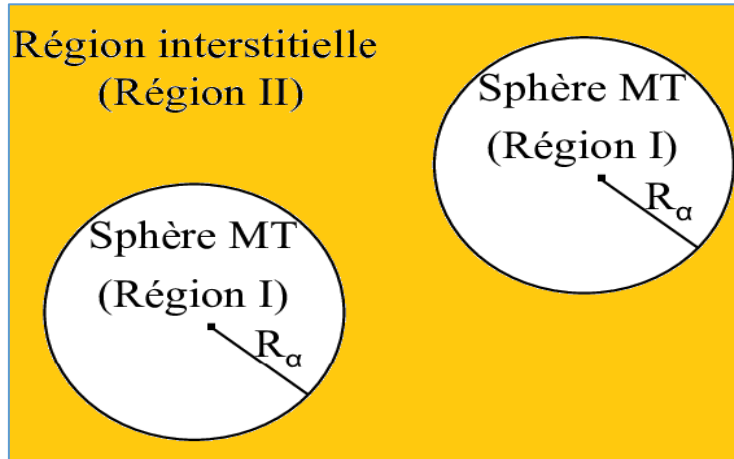 Région interstitielle
(Région II)
Sphère MT
(Région I)
Rα
Sphère MT
(Région I)
Rα